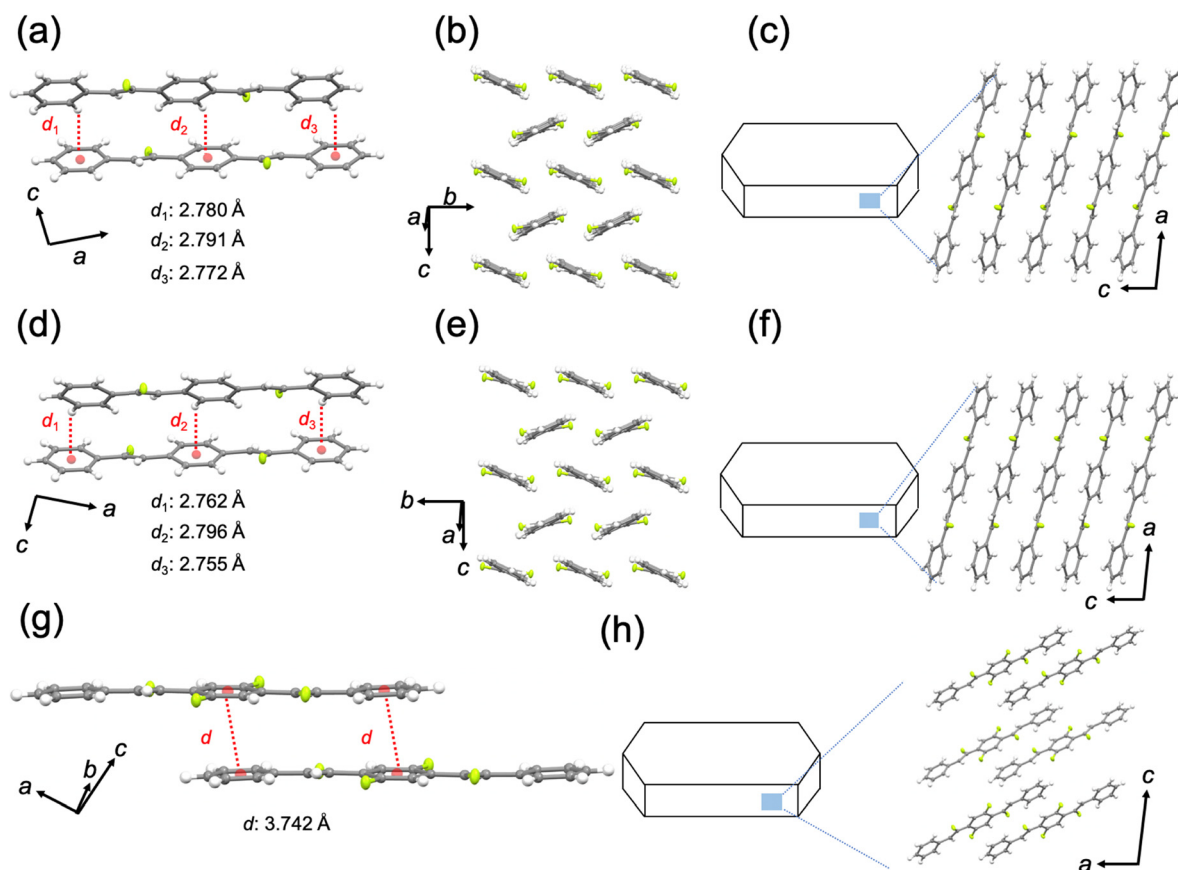 (a)
(b)
(c)
d1
d2
d3
c
a
d1: 2.780 Å
d2: 2.791 Å
d3: 2.772 Å
b
a
c
a
c
(d)
(e)
(f)
d1
d2
d3
a
c
d1: 2.762 Å
d2: 2.796 Å
d3: 2.755 Å
b
a
c
a
c
(g)
(h)
d
d
c
b
a
d: 3.742 Å
c
a